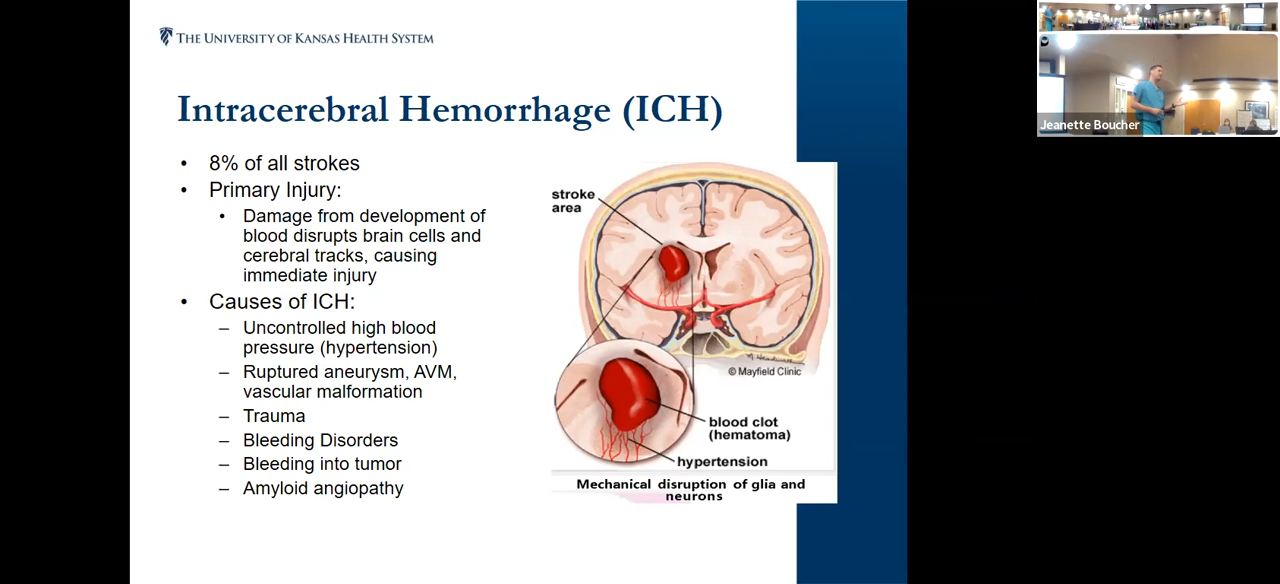 THE UNIVERSITY OF KANSAS HEALTH SYSTEM
Intracerebral Hemorrhage (ICH)
• 8% of all strokes
• Primary Injury:
• Damage from development of
blood disrupts brain cells and
cerebral tracks, causing
immediate injury
• Causes of ICH:
– Uncontrolled high blood
pressure (hypertension)
– Ruptured aneurysm, AVM,
vascular malformation
– Trauma
– Bleeding Disorders
– Bleeding into tumor
– Amyloid angiopathy
stroke
area
© Mayfield Clinic
blood clot
(hematoma)
hypertension
Mechanical disruption of glia and
neurons
Jeanette Boucher